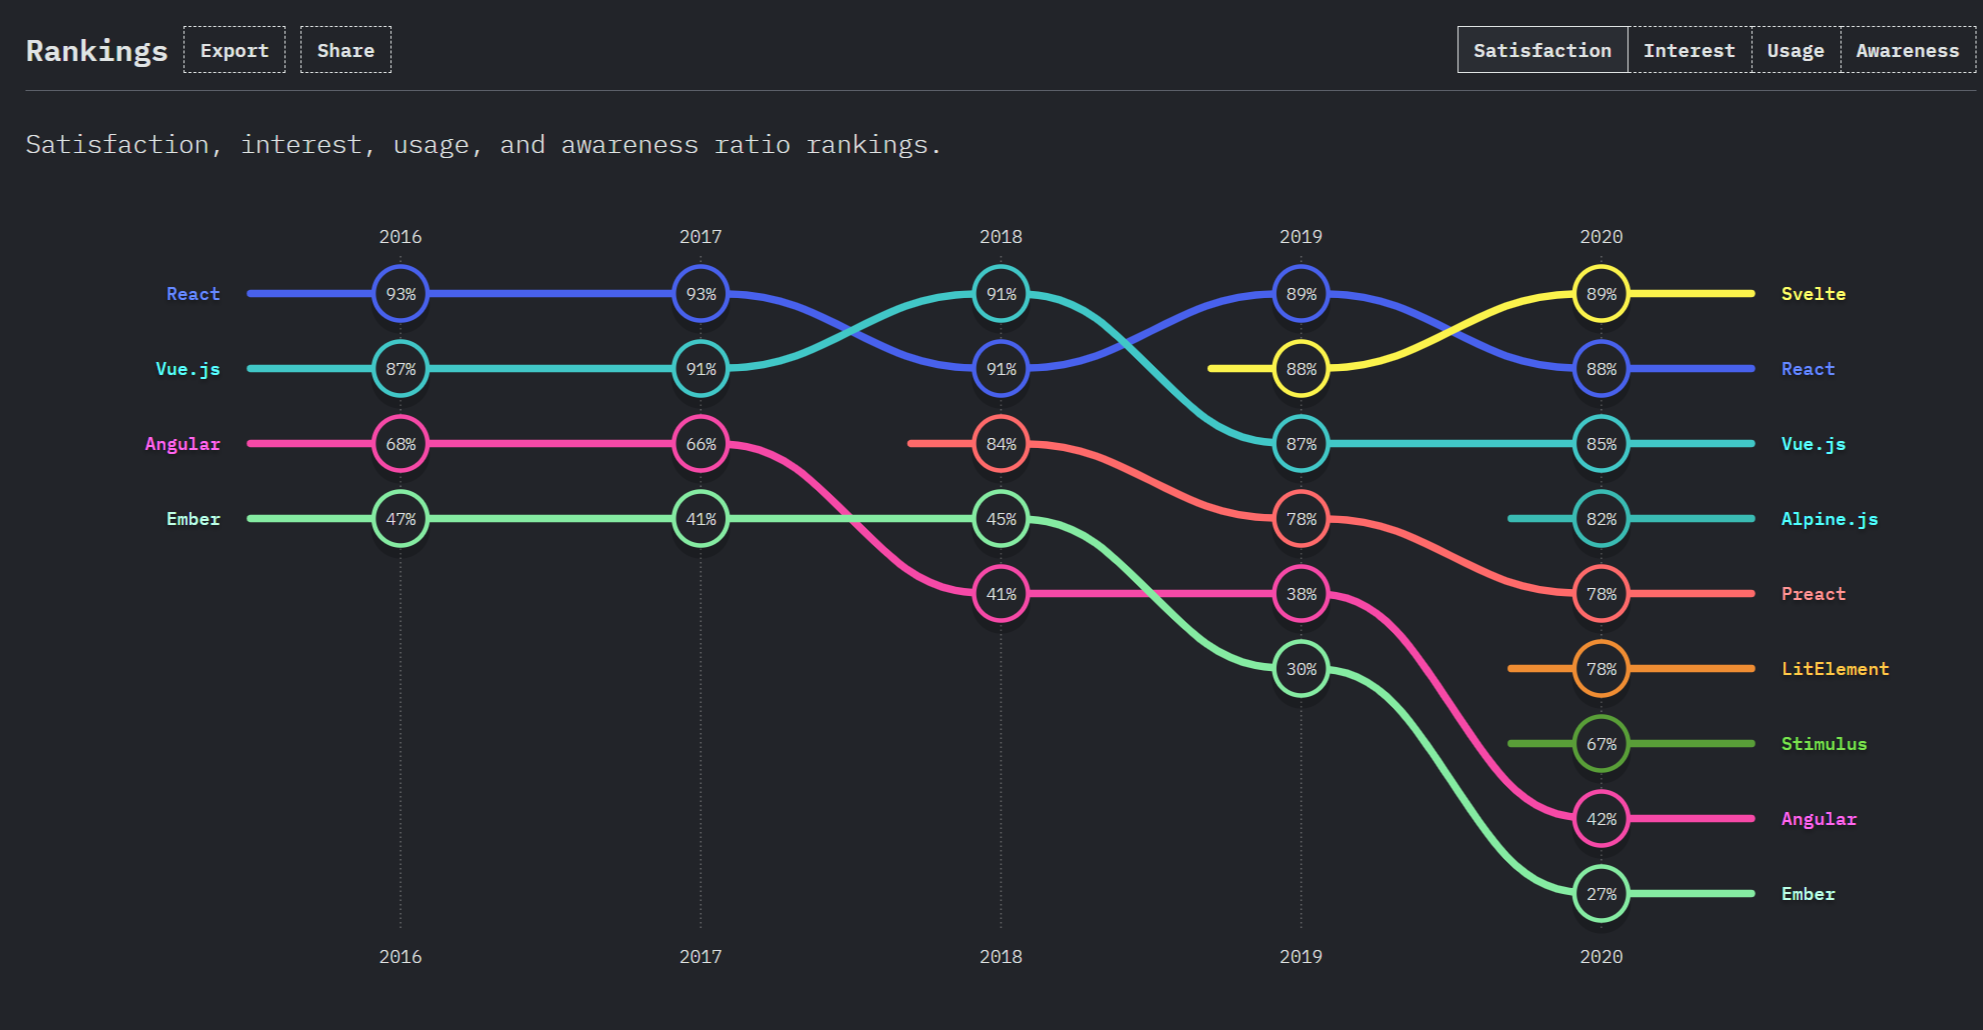 Rankings Export Share Satisfaction Interest Usage Awareness
Satisfaction, interest, usage, and awareness ratio rankings.
2016 2017 2018 2019 2020
React 93% 93% 91% 89% 89% Svelte
Vue.js 87% 91% 91% 88% 88% React
Angular 68% 66% 84% 87% 85% Vue.js
Ember 47% 41% 45% 78% 82% Alpine.js
41% 38% 78% Preact
30% 78% LitElement
67% Stimulus
42% Angular
27% Ember
2016 2017 2018 2019 2020